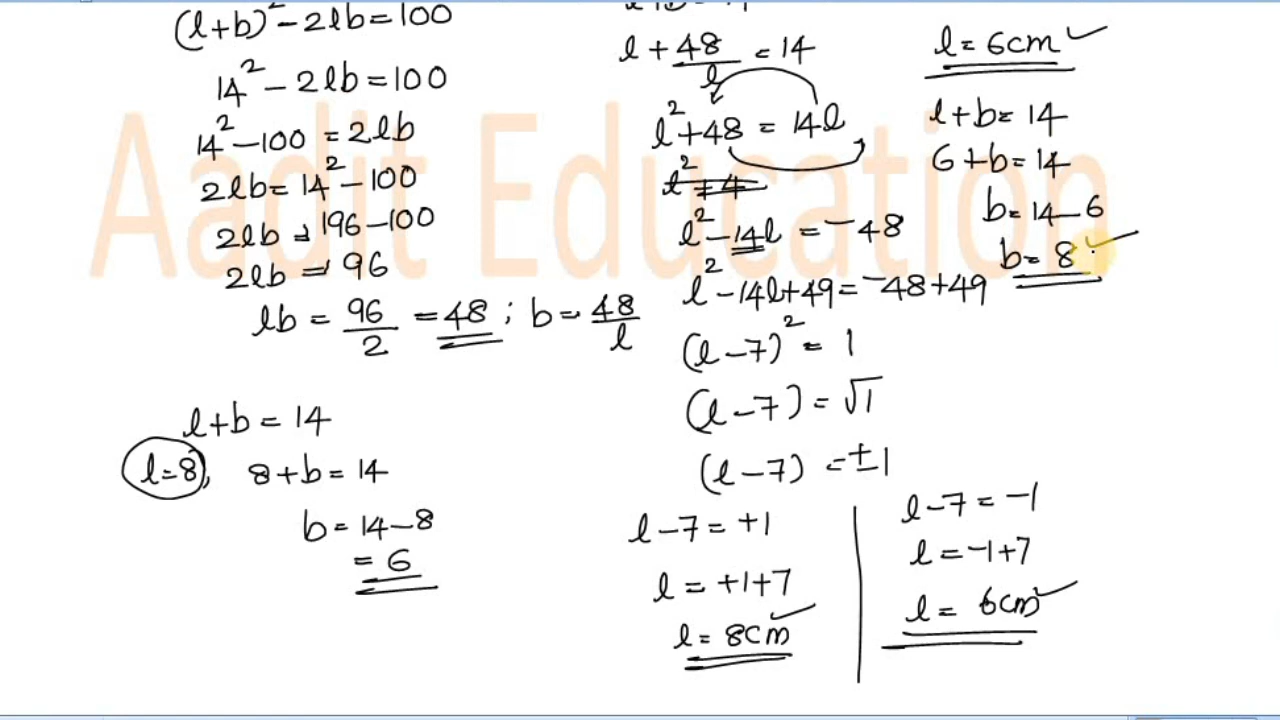 (l+b)² - 2lb = 100
14² - 2lb = 100
14² - 100 = 2lb
2lb = 14² - 100
2lb = 196 - 100
2lb = 96
lb = 96/2 = 48 ; b = 48/l
l+b = 14
l=8, 8+b = 14
b = 14-8
= 6
l + 48/l = 14
l² + 48 = 14l
l² + 4
l² - 14l = -48
l² - 14l + 49 = -48 + 49
(l-7)² = 1
(l-7) = √1
(l-7) = ±1
l-7 = +1
l = +1+7
l = 8cm
l-7 = -1
l = -1+7
l = 6cm
l = 6cm
l+b = 14
6+b = 14
b = 14-6
b = 8
Aadit Education